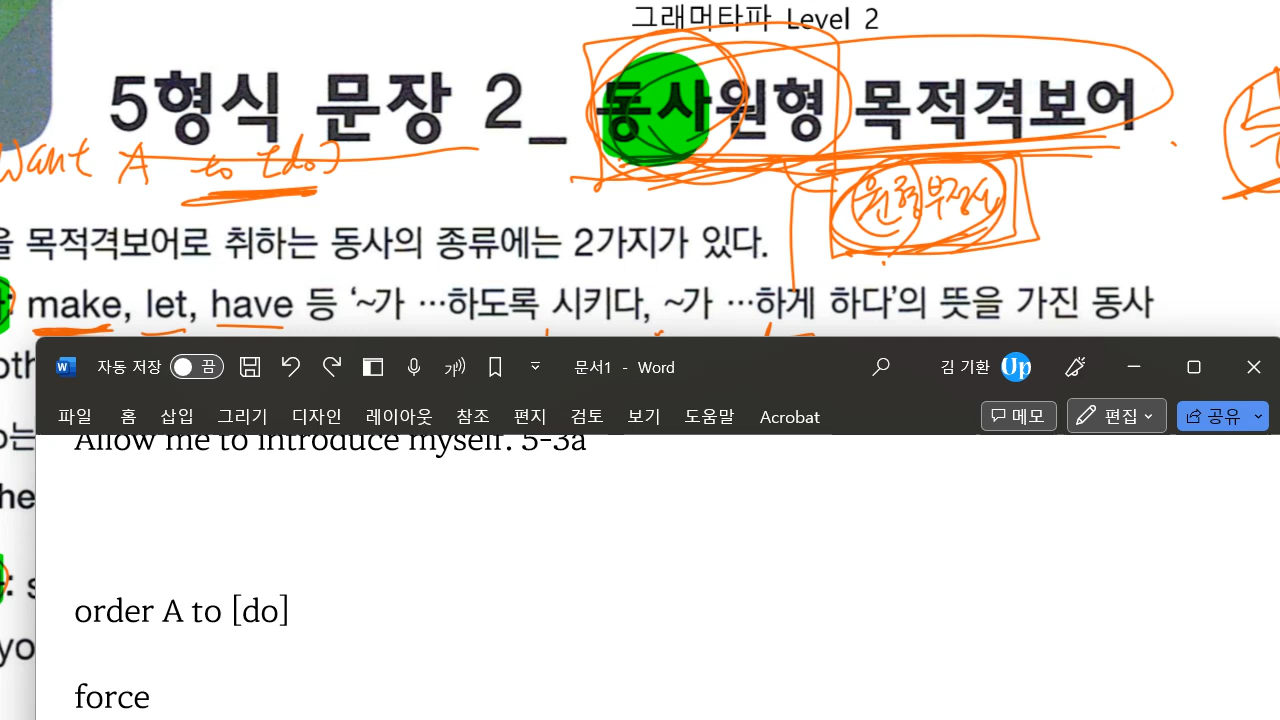 그래머타파 Level 2
5형식 문장 2_ 동사원형 목적격보어
want A to [do]
원형부정사
을 목적격보어로 취하는 동사의 종류에는 2가지가 있다.
: make, let, have 등 ‘~가 …하도록 시키다, ~가 …하게 하다’의 뜻을 가진 동사
자동 저장 끔 문서1 - Word 김 기환 Up
파일 홈 삽입 그리기 디자인 레이아웃 참조 편지 검토 보기 도움말 Acrobat 메모 편집 공유
Allow me to introduce myself. 5-3a
order A to [do]
force